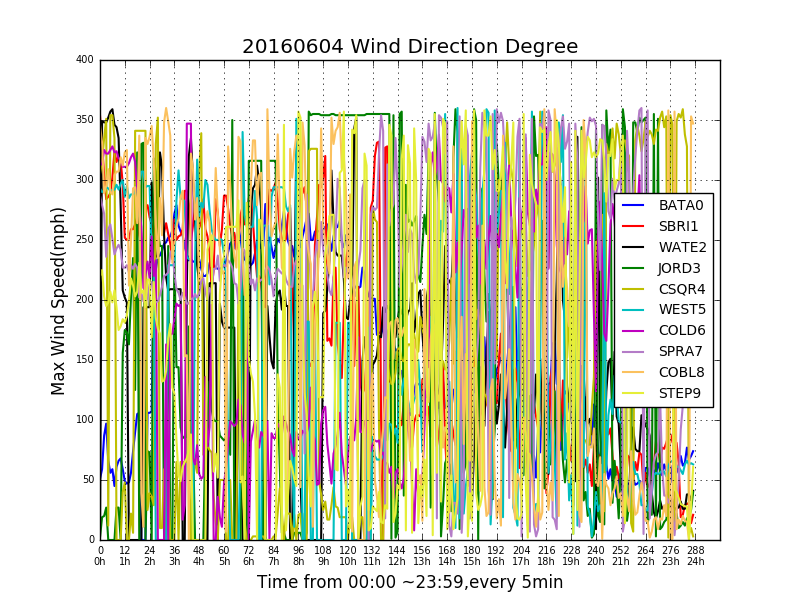 20160604 Wind Direction Degree
Max Wind Speed(mph)
400
350
300
250
200
150
100
50
0
BATA0
SBRI1
WATE2
JORD3
CSQR4
WEST5
COLD6
SPRA7
COBL8
STEP9
0 12 24 36 48 60 72 84 96 108 120 132 144 156 168 180 192 204 216 228 240 252 264 276 288
0h 1h 2h 3h 4h 5h 6h 7h 8h 9h 10h 11h 12h 13h 14h 15h 16h 17h 18h 19h 20h 21h 22h 23h 24h
Time from 00:00 ~23:59,every 5min